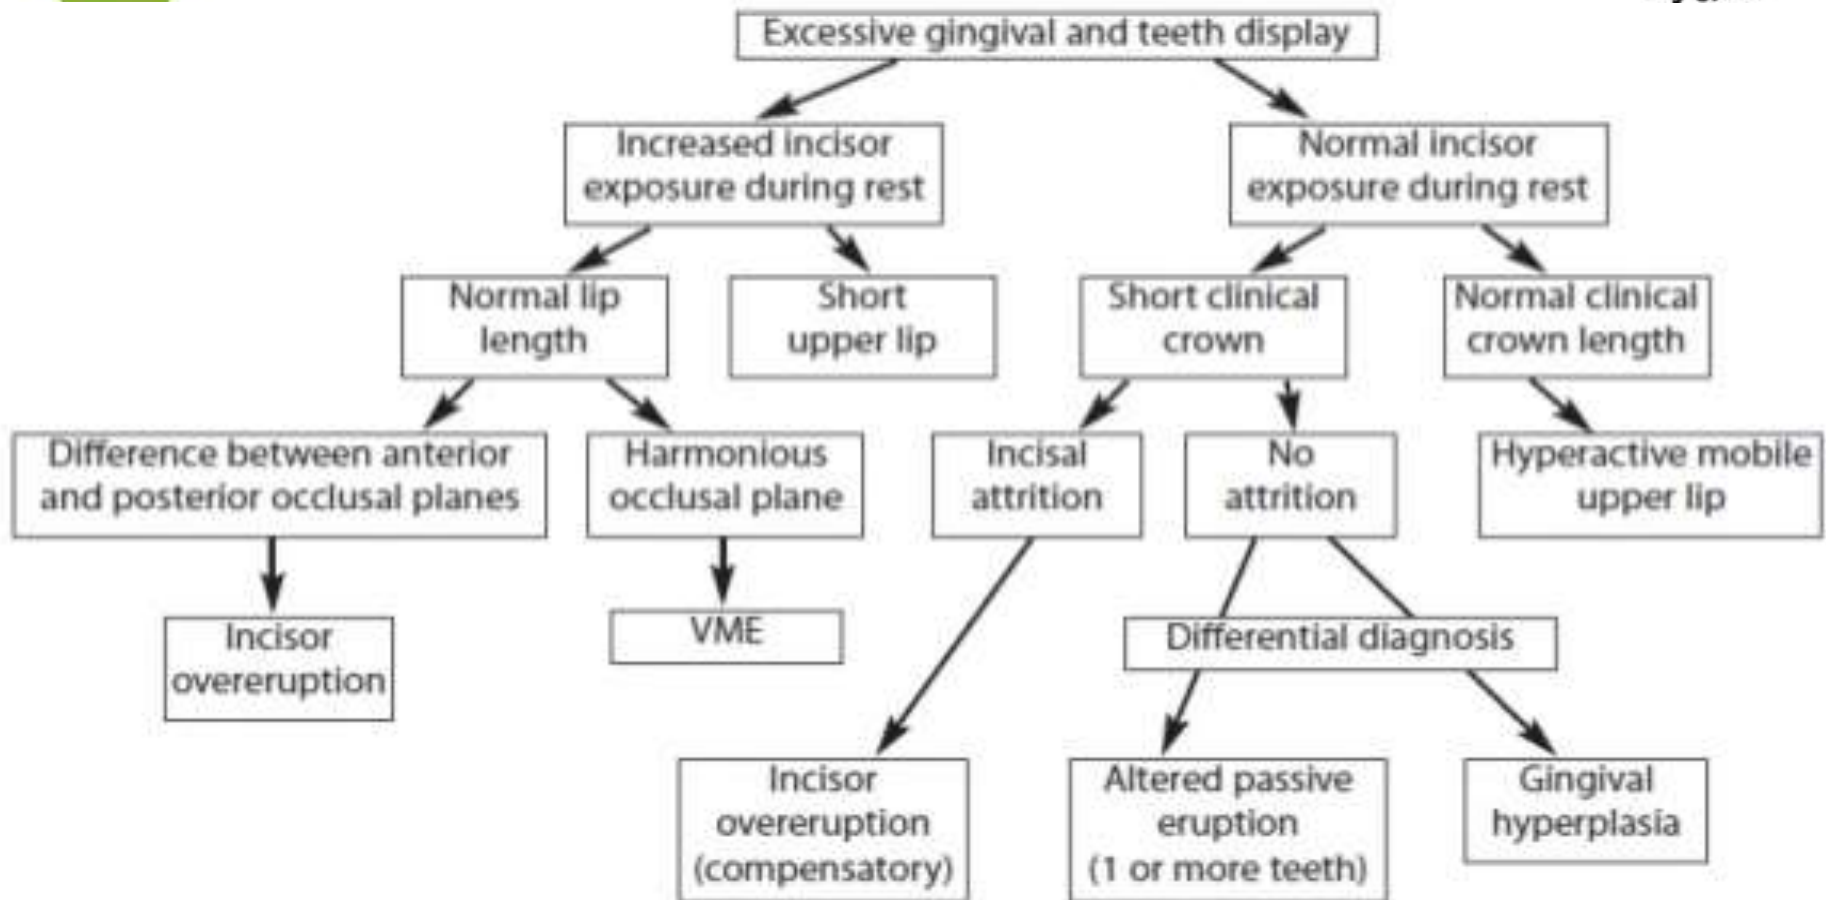 Excessive gingival and teeth display
Increased incisor
exposure during rest
Normal incisor
exposure during rest
Normal lip
length
Short
upper lip
Short clinical
crown
Normal clinical
crown length
Difference between anterior
and posterior occlusal planes
Harmonious
occlusal plane
Incisal
attrition
No
attrition
Hyperactive mobile
upper lip
Incisor
overeruption
VME
Differential diagnosis
Incisor
overeruption
(compensatory)
Altered passive
eruption
(1 or more teeth)
Gingival
hyperplasia